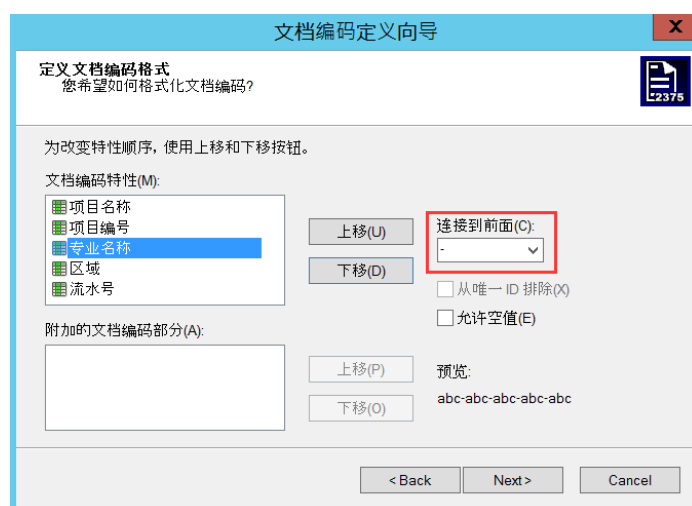 文档编码定义向导
X
定义文档编码格式
您希望如何格式化文档编码?
2375
为改变特性顺序, 使用上移和下移按钮。
文档编码特性(M):
项目名称
项目编号
专业名称
区域
流水号
上移(U)
下移(D)
连接到前面(C):
-
从唯一 ID 排除(X)
允许空值(E)
附加的文档编码部分(A):
上移(P)
下移(O)
预览:
abc-abc-abc-abc-abc
< Back
Next >
Cancel